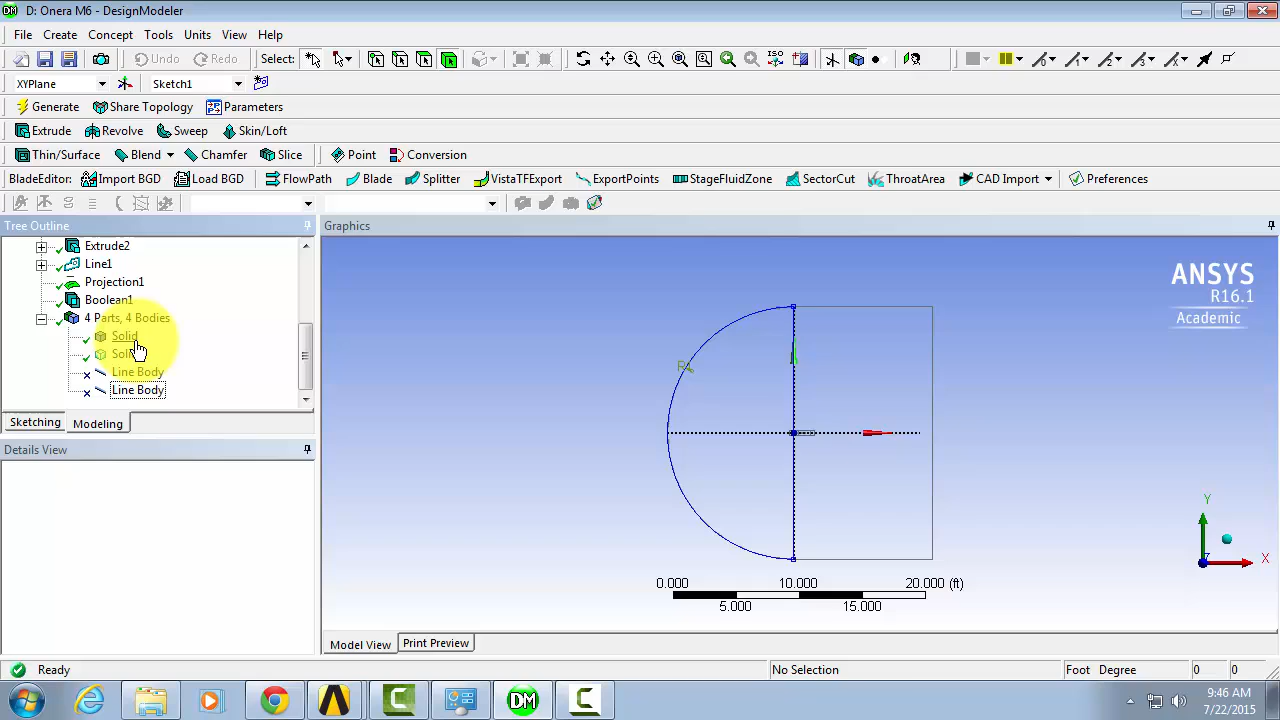 D: Onera M6 - DesignModeler
File Create Concept Tools Units View Help
Undo Redo Select: ISO
XYPlane Sketch1
Generate Share Topology Parameters
Extrude Revolve Sweep Skin/Loft
Thin/Surface Blend Chamfer Slice Point Conversion
BladeEditor: Import BGD Load BGD FlowPath Blade Splitter VistaTFExport ExportPoints StageFluidZone SectorCut ThroatArea CAD Import Preferences
Tree Outline
Graphics
Extrude2
Line1
Projection1
Boolean1
4 Parts, 4 Bodies
Solid
Line Body
Line Body
Sketching Modeling
Details View
ANSYS
R16.1
Academic
Y
X
0.000 10.000 20.000 (ft)
5.000 15.000
Model View Print Preview
Ready No Selection Foot Degree 0 0
DM
9:46 AM
7/22/2015